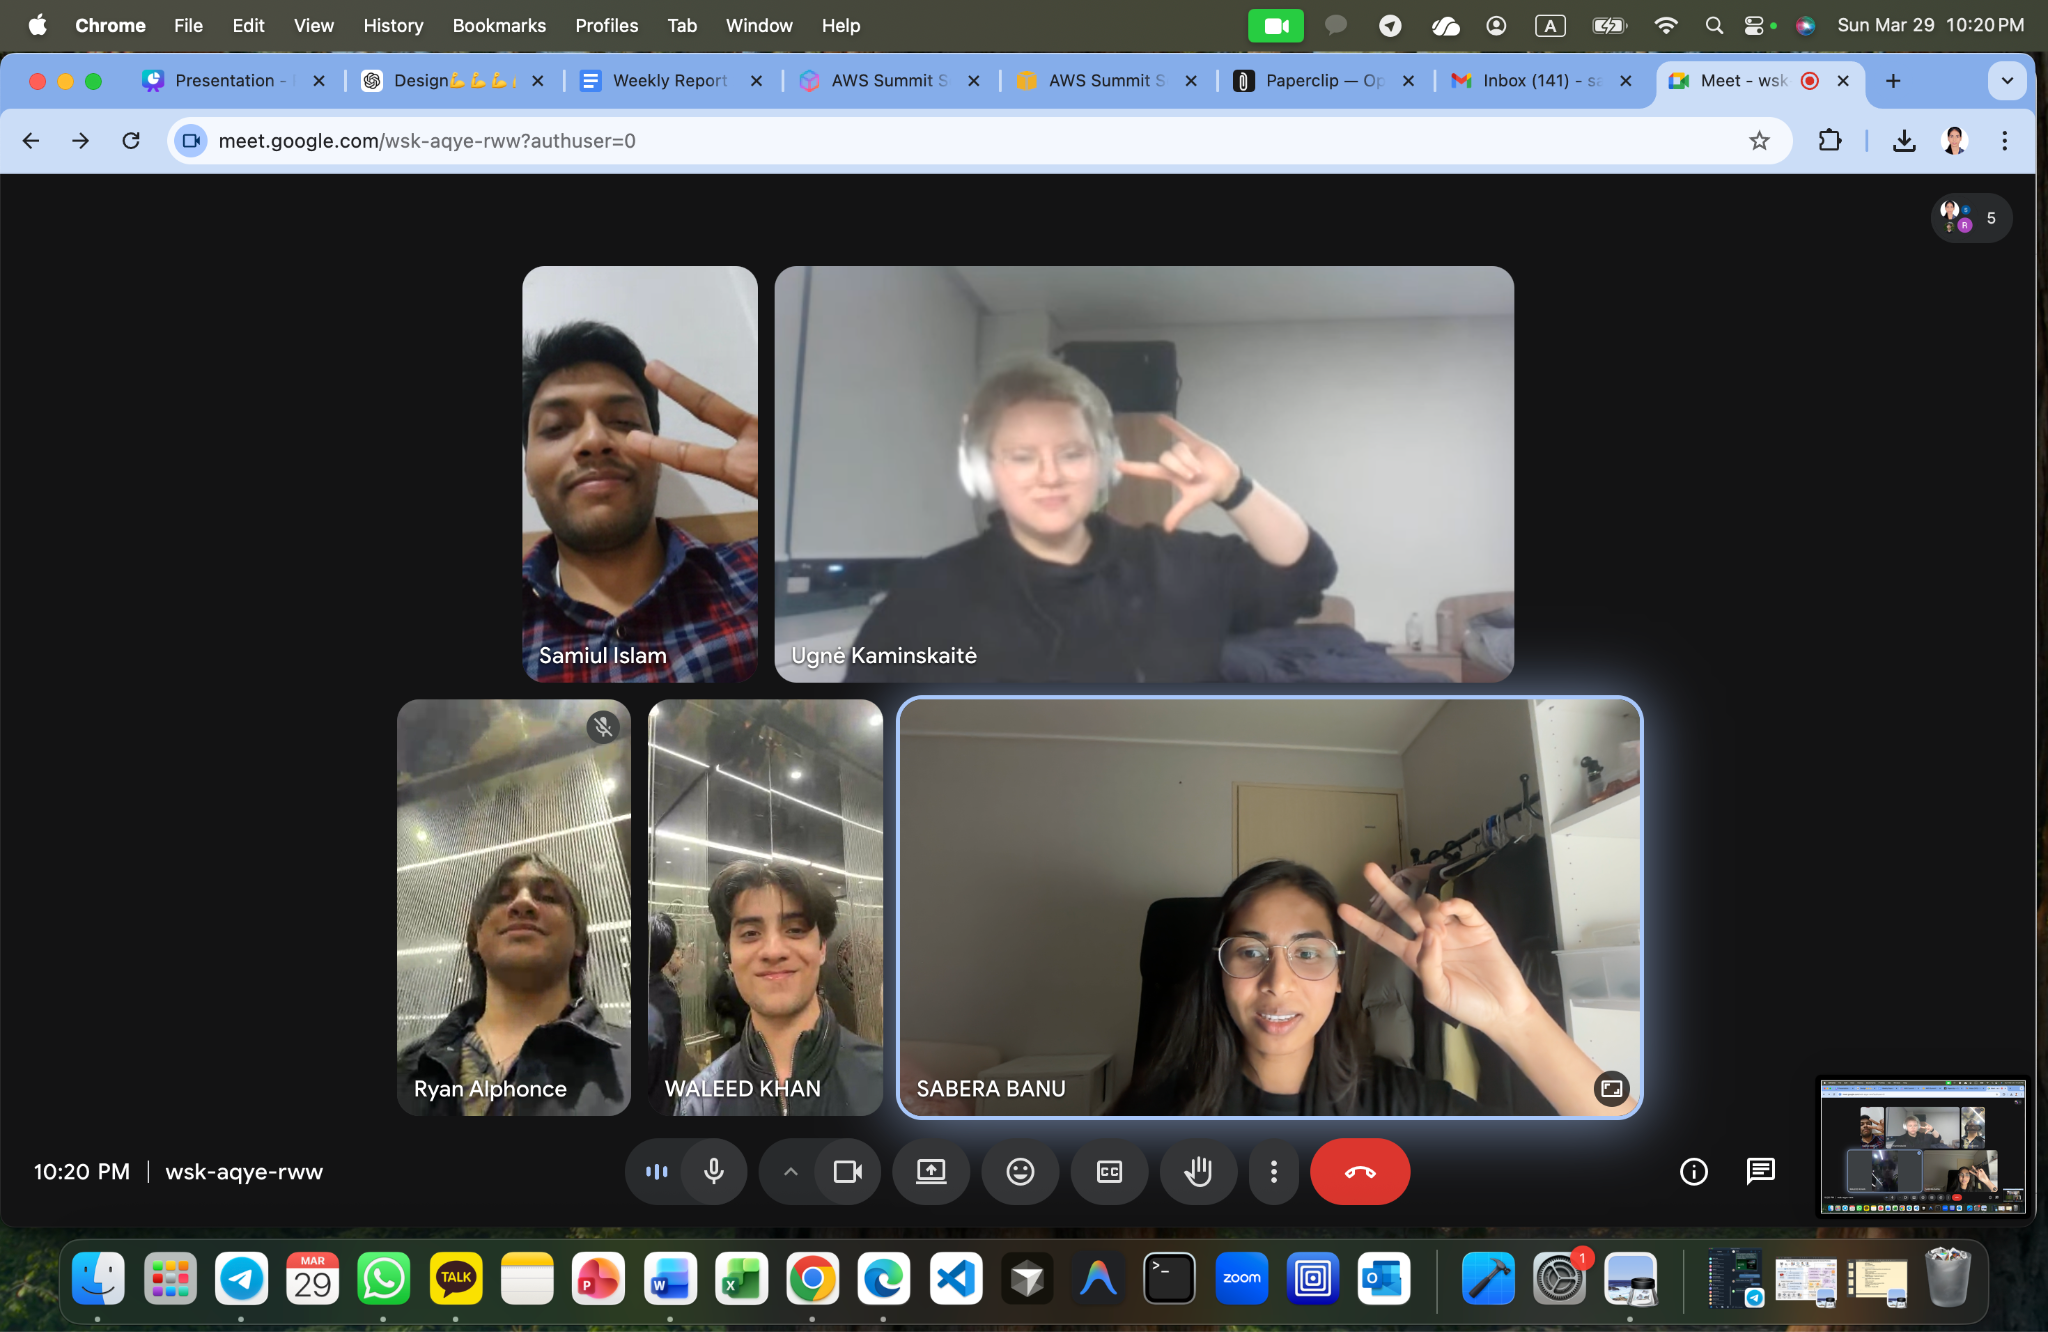 Chrome File Edit View History Bookmarks Profiles Tab Window Help A Sun Mar 29 10:20 PM
Presentation - Design💪💪💪 Weekly Report AWS Summit S AWS Summit S Paperclip — Op Inbox (141) - sa Meet - wsk
meet.google.com/wsk-aqye-rww?authuser=0
R 5
Samiul Islam
Ugnė Kaminskaitė
Ryan Alphonce
WALEED KHAN
SABERA BANU
10:20 PM | wsk-aqye-rww
CC
MAR
29
TALK
P
W
X
>_
zoom
O
1